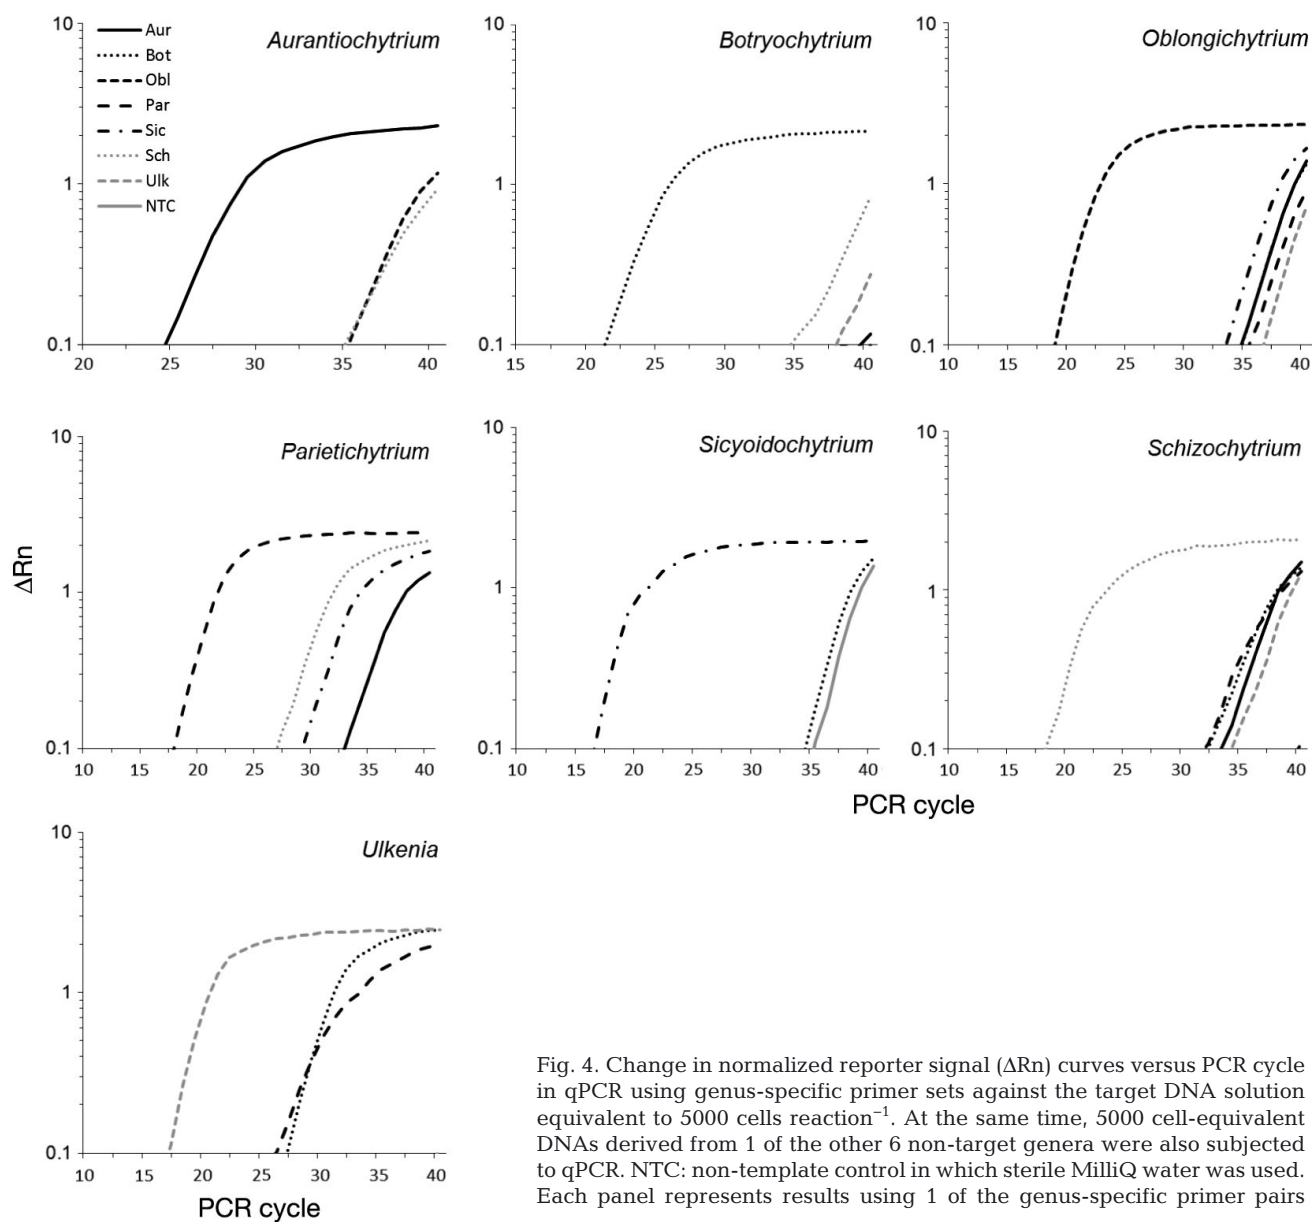 10
1
0.1
20
25
30
35
40
Aur
Bot
Obl
Par
Sic
Sch
Ulk
NTC
Aurantiochytrium
10
1
0.1
15
20
25
30
35
40
Botryochytrium
10
1
0.1
15
20
25
30
35
40
Oblongichytrium
10
1
0.1
10
15
20
25
30
35
40
Parietichytrium
10
1
0.1
10
15
20
25
30
35
40
Sicyoidochytrium
10
1
0.1
10
15
20
25
30
35
40
Schizochytrium
ΔRn
PCR cycle
10
1
0.1
10
15
20
25
30
35
40
Ulkenia
PCR cycle
Fig. 4. Change in normalized reporter signal (ΔRn) curves versus PCR cycle
in qPCR using genus-specific primer sets against the target DNA solution
equivalent to 5000 cells reaction⁻¹. At the same time, 5000 cell-equivalent
DNAs derived from 1 of the other 6 non-target genera were also subjected
to qPCR. NTC: non-template control in which sterile MilliQ water was used.
Each panel represents results using 1 of the genus-specific primer pairs